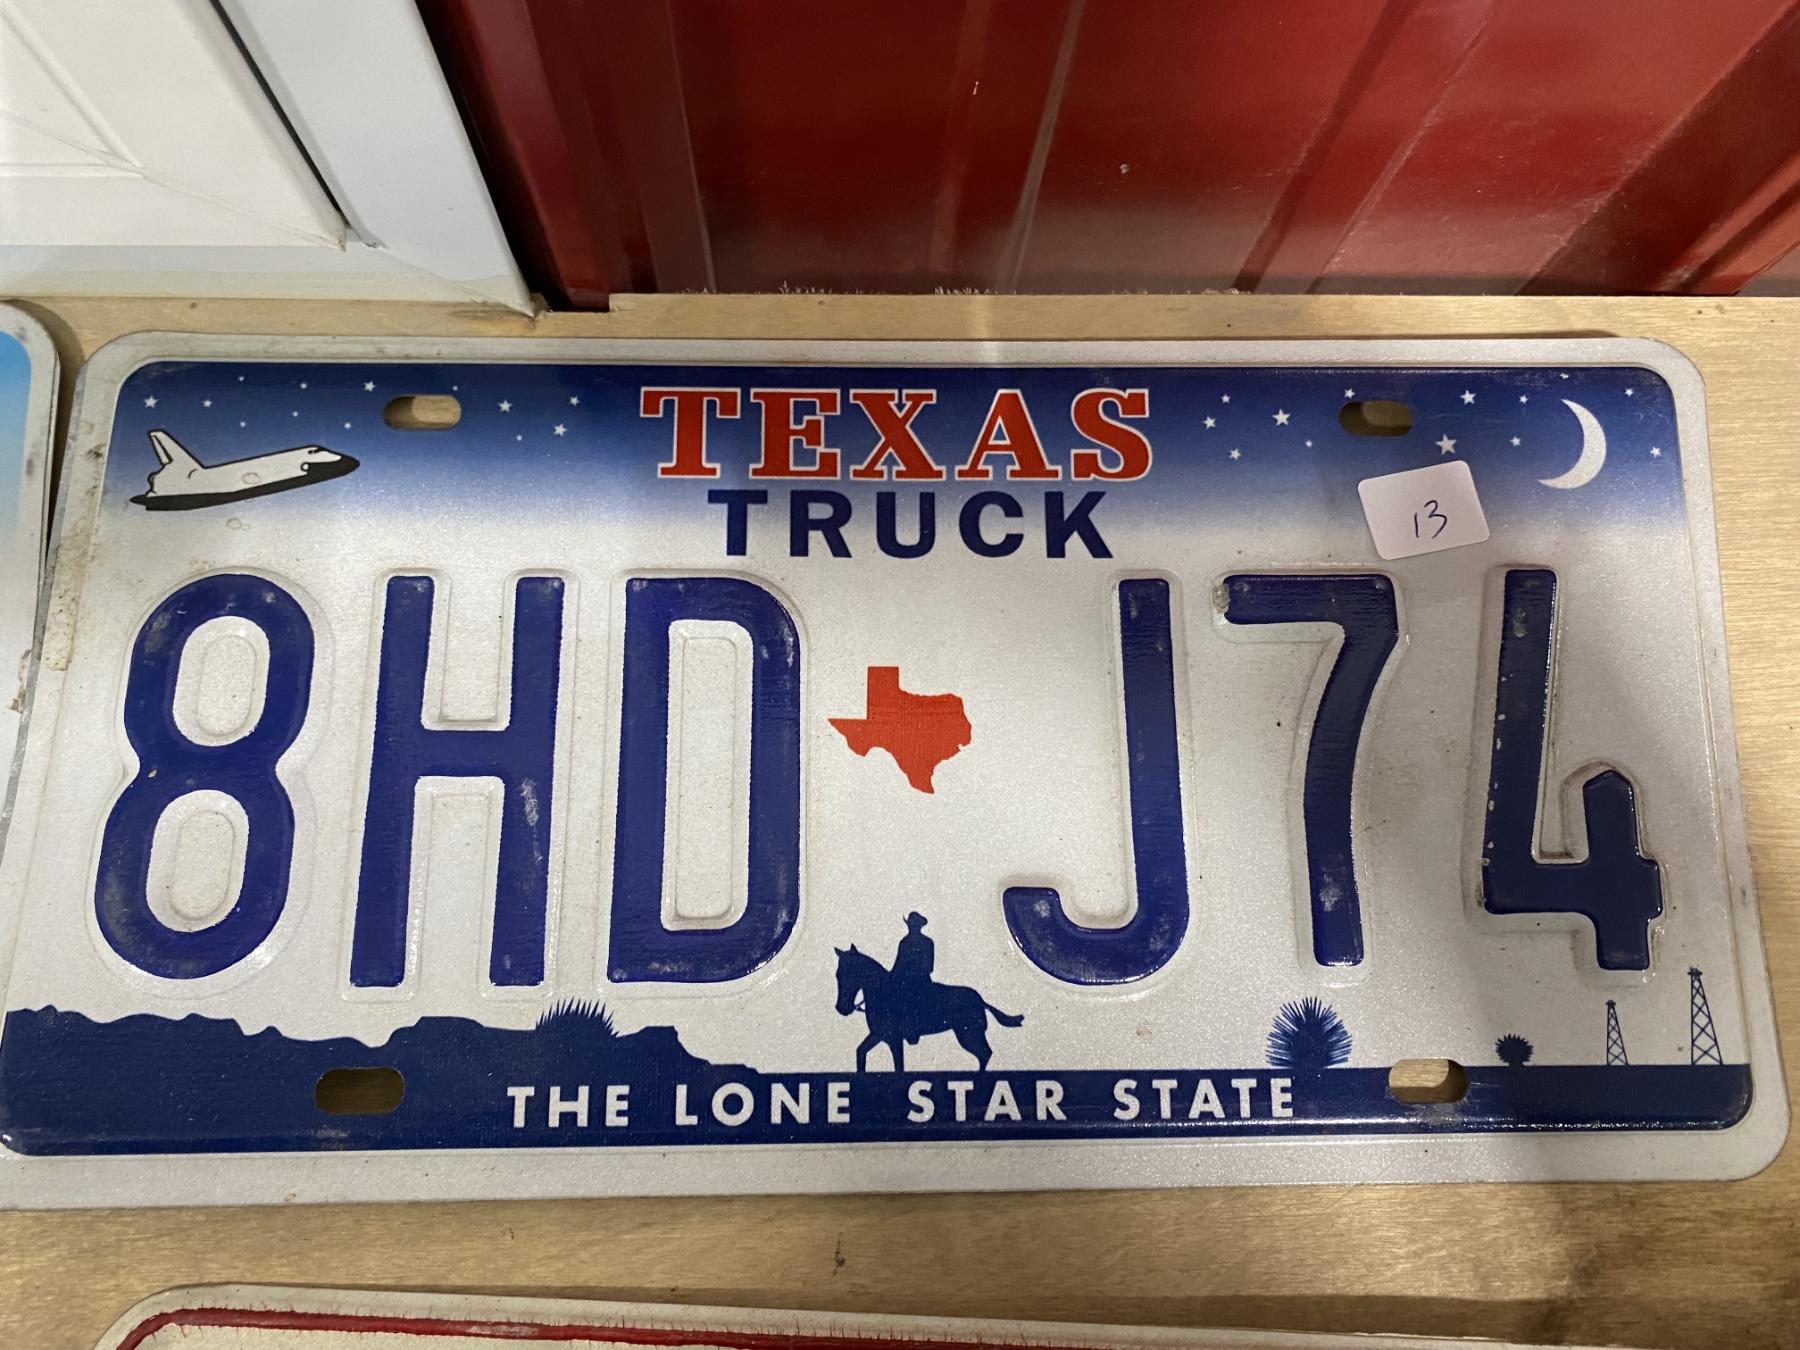 TEXAS
TRUCK
13
8HD J74
THE LONE STAR STATE